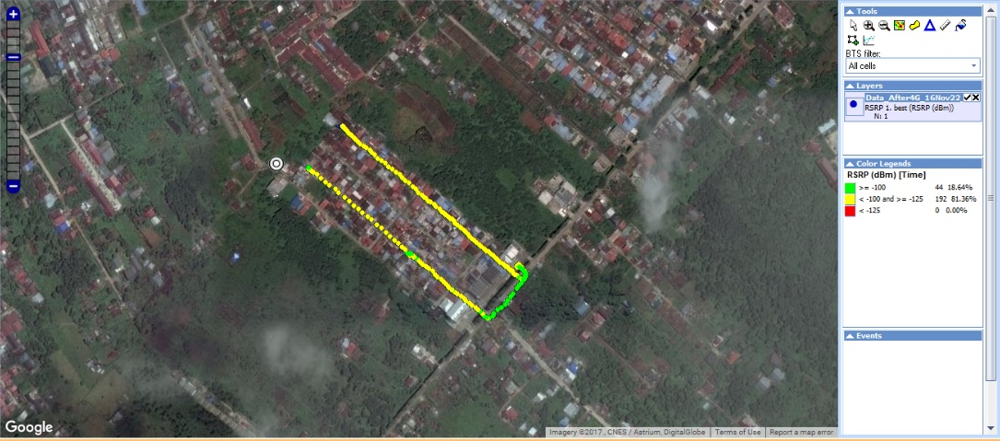 Tools
BTS filter:
All cells
Layers
Data_After4G_16Nov22
RSRP 1. best (RSRP (dBm))
N: 1
Color Legends
RSRP (dBm) [Time]
>= -100 44 18.64%
< -100 and >= -125 192 81.36%
< -125 0 0.00%
Events
Google
Imagery ©2017 , CNES / Astrium, DigitalGlobe Terms of Use Report a map error